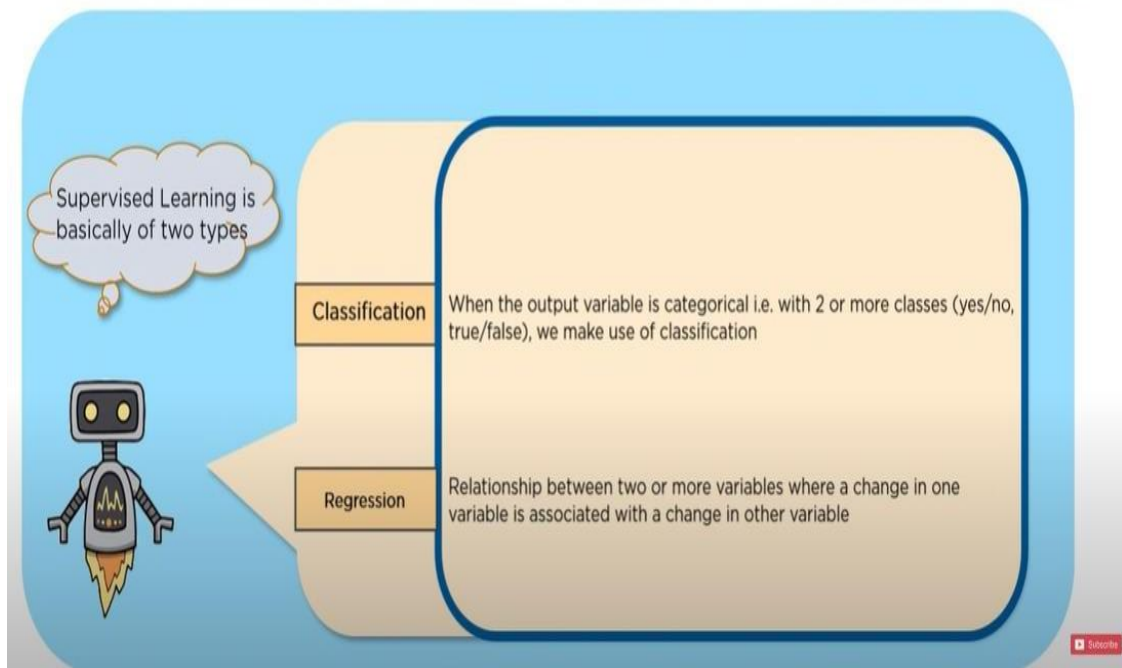 Supervised Learning is
basically of two types
Classification
When the output variable is categorical i.e. with 2 or more classes (yes/no,
true/false), we make use of classification
Regression
Relationship between two or more variables where a change in one
variable is associated with a change in other variable
Subscribe